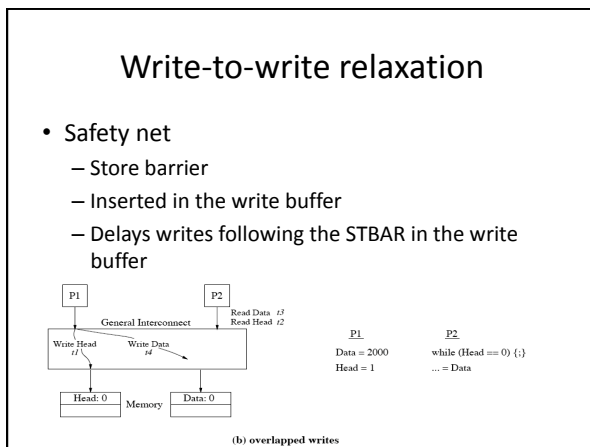 Write-to-write relaxation
• Safety net
– Store barrier
– Inserted in the write buffer
– Delays writes following the STBAR in the write
buffer
P1
P2
Read Data t3
Read Head t2
General Interconnect
Write Head
t1
Write Data
t4
Head: 0
Memory
Data: 0
P1
P2
Data = 2000
while (Head == 0) {;}
Head = 1
... = Data
(b) overlapped writes